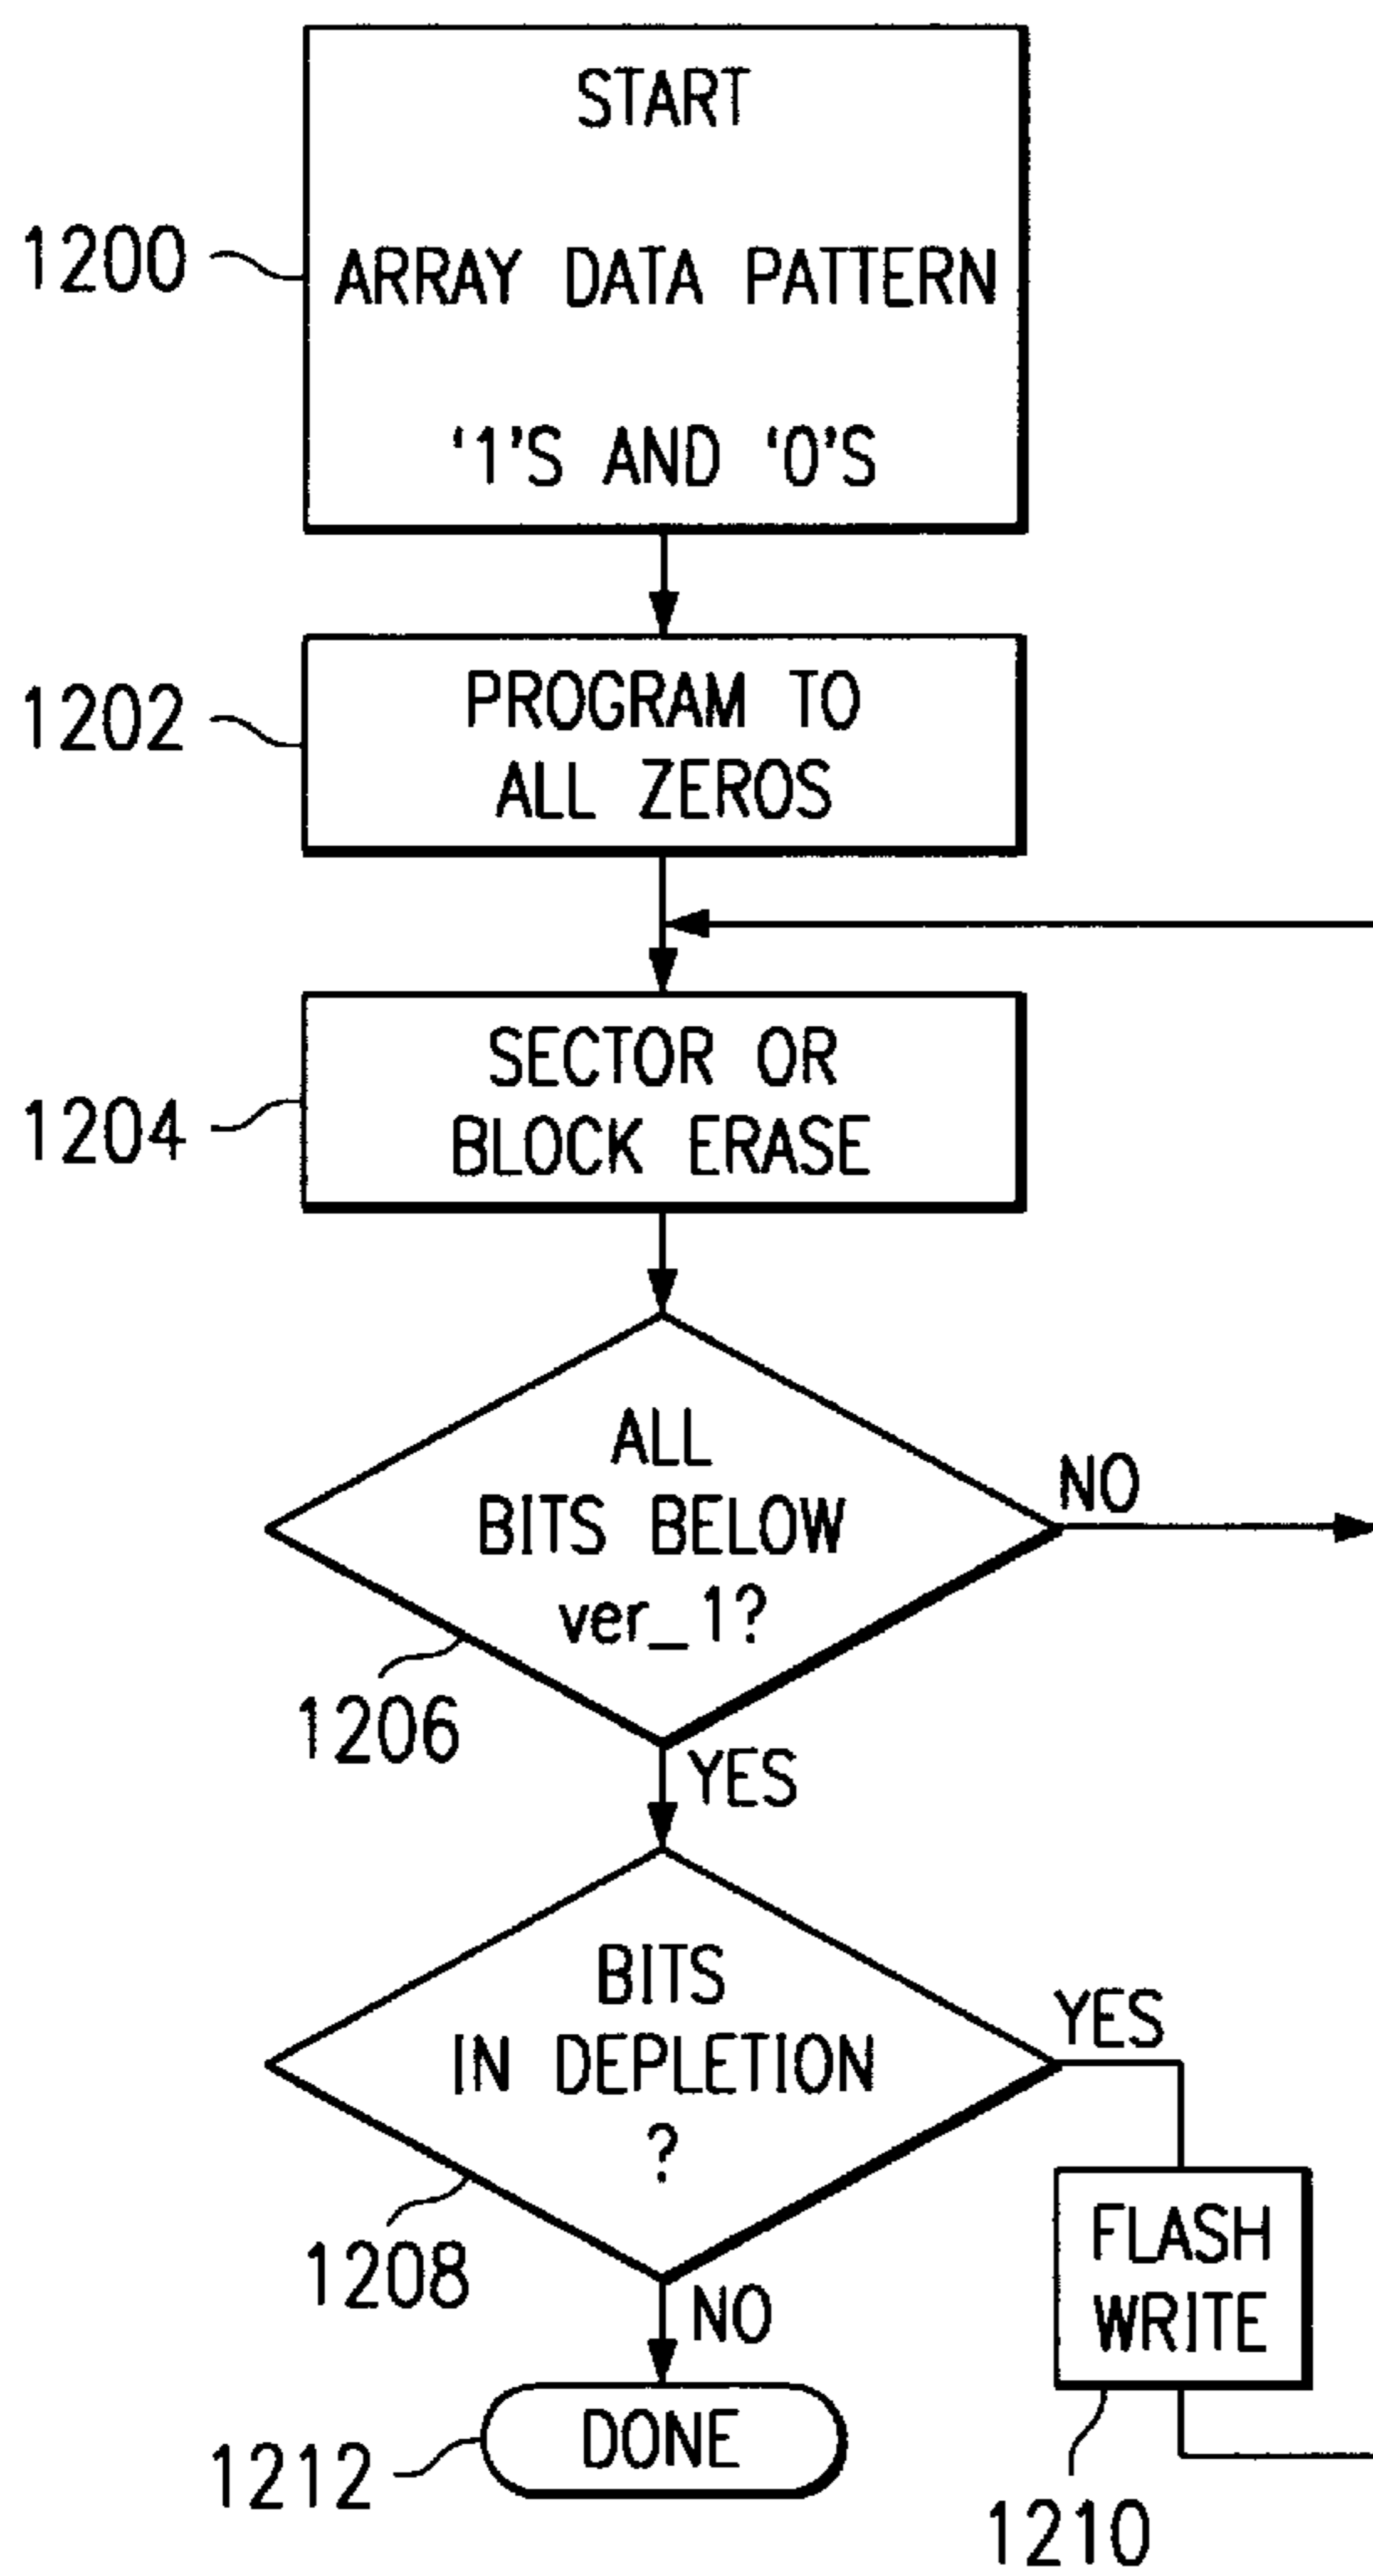 START
1200
ARRAY DATA PATTERN
‘1’S AND ‘0’S
1202
PROGRAM TO
ALL ZEROS
1204
SECTOR OR
BLOCK ERASE
ALL
BITS BELOW
ver_1?
NO
1206
YES
BITS
IN DEPLETION
?
YES
1208
FLASH
WRITE
NO
1212
DONE
1210